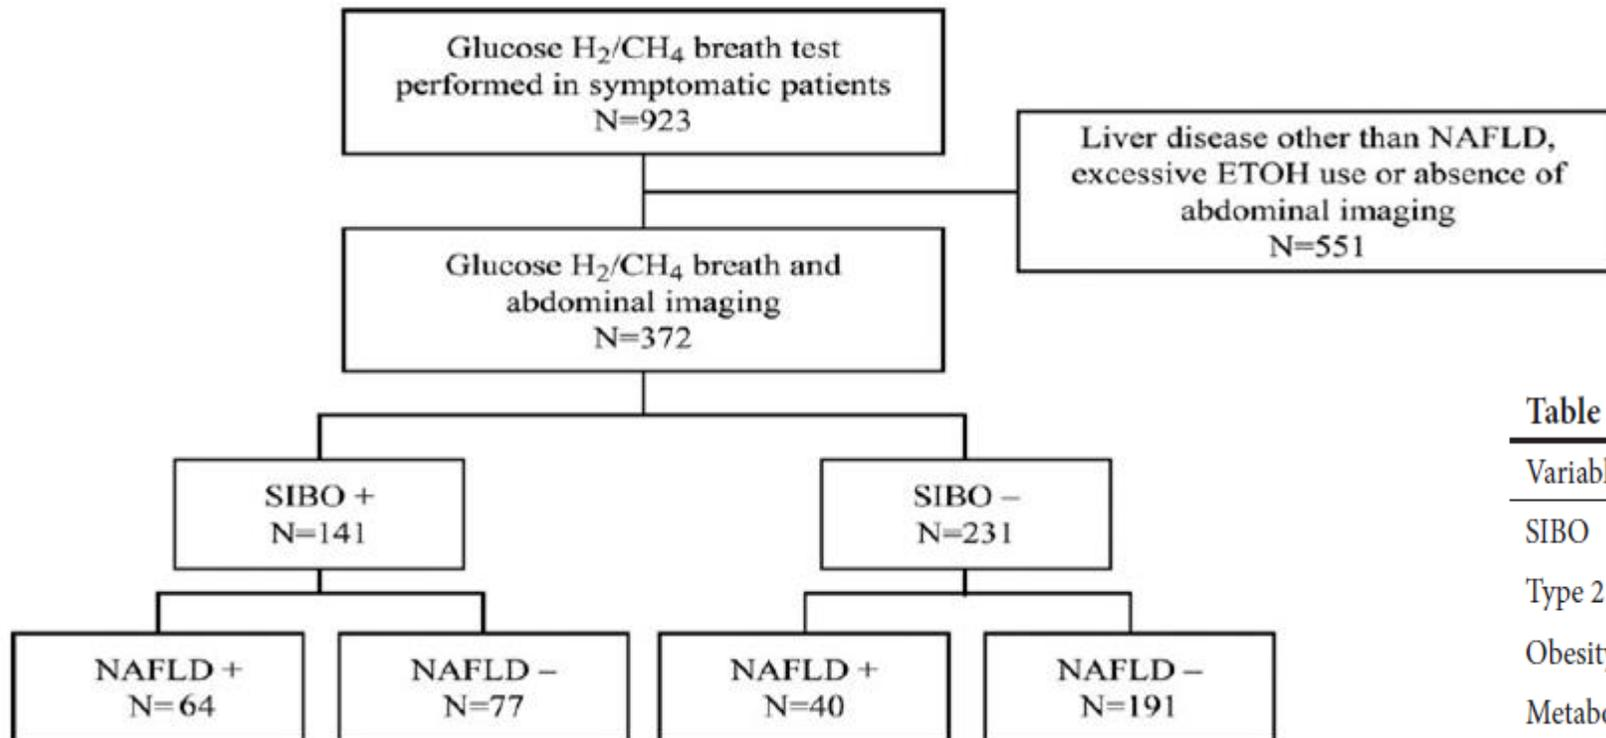 Glucose H₂/CH₄ breath test
performed in symptomatic patients
N=923
Liver disease other than NAFLD,
excessive ETOH use or absence of
abdominal imaging
N=551
Glucose H₂/CH₄ breath and
abdominal imaging
N=372
SIBO +
N=141
SIBO –
N=231
NAFLD +
N=64
NAFLD –
N=77
NAFLD +
N=40
NAFLD –
N=191
Table
SIBO
Type 2